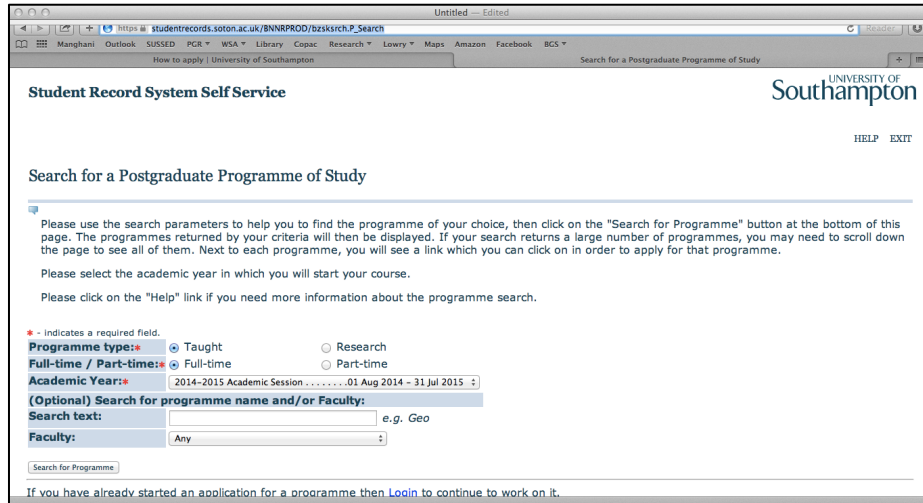 Untitled — Edited
https studentrecords.soton.ac.uk/BNNRPROD/bzsksrch.P_Search Reader
Manghani Outlook SUSSED PGR WSA Library Copac Research Lowry Maps Amazon Facebook BGS
How to apply | University of Southampton Search for a Postgraduate Programme of Study
Student Record System Self Service
UNIVERSITY OF
Southampton
HELP EXIT
Search for a Postgraduate Programme of Study
Please use the search parameters to help you to find the programme of your choice, then click on the "Search for Programme" button at the bottom of this
page. The programmes returned by your criteria will then be displayed. If your search returns a large number of programmes, you may need to scroll down
the page to see all of them. Next to each programme, you will see a link which you can click on in order to apply for that programme.
Please select the academic year in which you will start your course.
Please click on the "Help" link if you need more information about the programme search.
* - indicates a required field.
Programme type:* Taught Research
Full-time / Part-time:* Full-time Part-time
Academic Year:* 2014-2015 Academic Session . . . . . . . .01 Aug 2014 - 31 Jul 2015
(Optional) Search for programme name and/or Faculty:
Search text: e.g. Geo
Faculty: Any
Search for Programme
If you have already started an application for a programme then Login to continue to work on it.